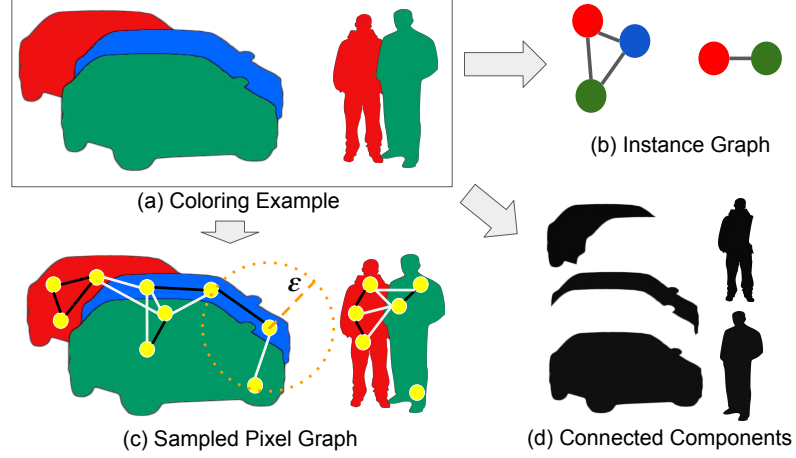 (b) Instance Graph
(a) Coloring Example
ε
(c) Sampled Pixel Graph
(d) Connected Components